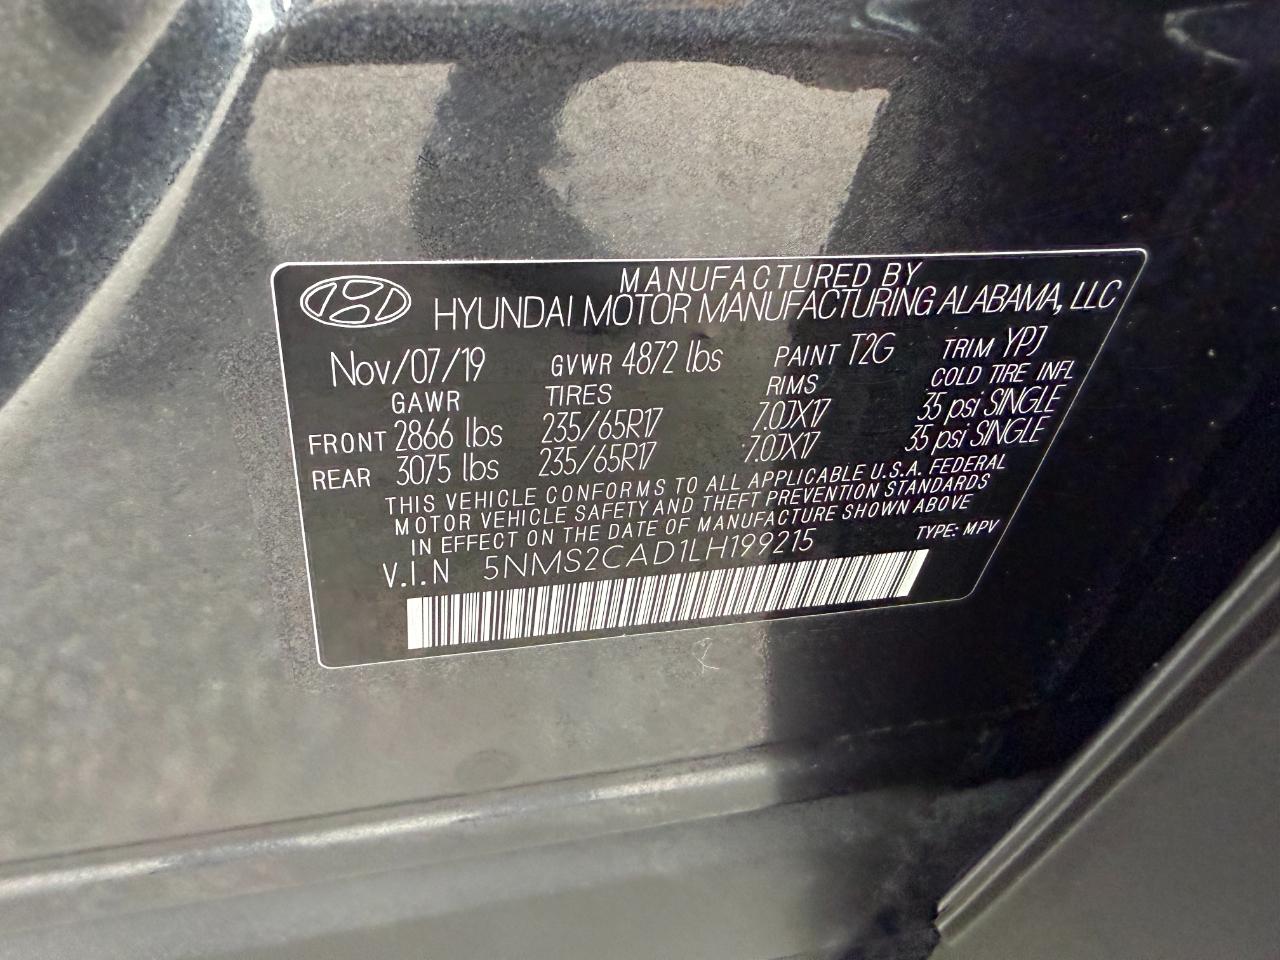 MANUFACTURED BY
HYUNDAI MOTOR MANUFACTURING ALABAMA, LLC
Nov/07/19 GVWR 4872 lbs PAINT T2G TRIM YPJ
GAWR TIRES RIMS COLD TIRE INFL
FRONT 2866 lbs 235/65R17 7.0JX17 35 psi SINGLE
REAR 3075 lbs 235/65R17 7.0JX17 35 psi SINGLE
THIS VEHICLE CONFORMS TO ALL APPLICABLE U.S.A. FEDERAL
MOTOR VEHICLE SAFETY AND THEFT PREVENTION STANDARDS
IN EFFECT ON THE DATE OF MANUFACTURE SHOWN ABOVE
V.I.N 5NMS2CAD1LH199215 TYPE: MPV